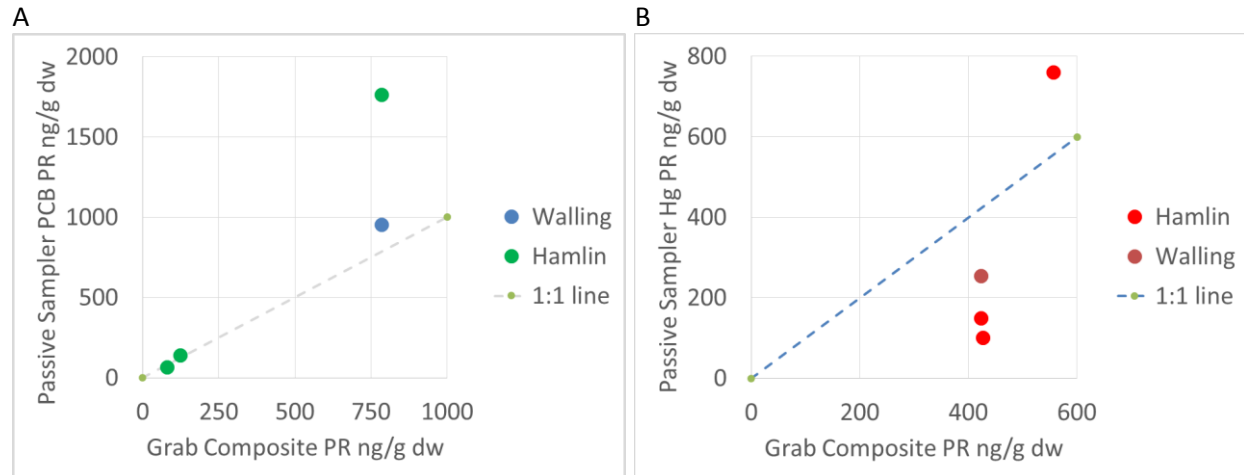 A
2000
1500
1000
500
0
0
250
500
750
1000
Passive Sampler PCB PR ng/g dw
Grab Composite PR ng/g dw
Walling
Hamlin
1:1 line
B
800
600
400
200
0
0
200
400
600
Passive Sampler Hg PR ng/g dw
Grab Composite PR ng/g dw
Hamlin
Walling
1:1 line